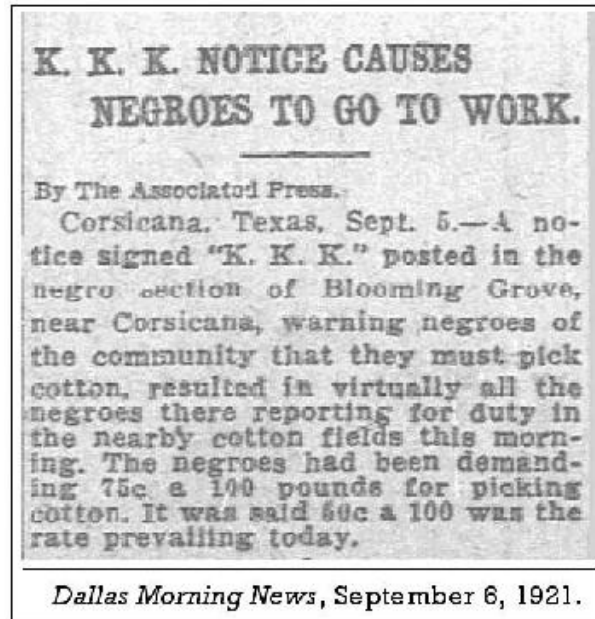 K. K. K. NOTICE CAUSES
NEGROES TO GO TO WORK.
By The Associated Press.
Corsicana, Texas, Sept. 5.—A no-
tice signed "K. K. K." posted in the
negro section of Blooming Grove,
near Corsicana, warning negroes of
the community that they must pick
cotton, resulted in virtually all the
negroes there reporting for duty in
the nearby cotton fields this morn-
ing. The negroes had been demand-
ing 75c a 100 pounds for picking
cotton. It was said 50c a 100 was the
rate prevailing today.
Dallas Morning News, September 6, 1921.